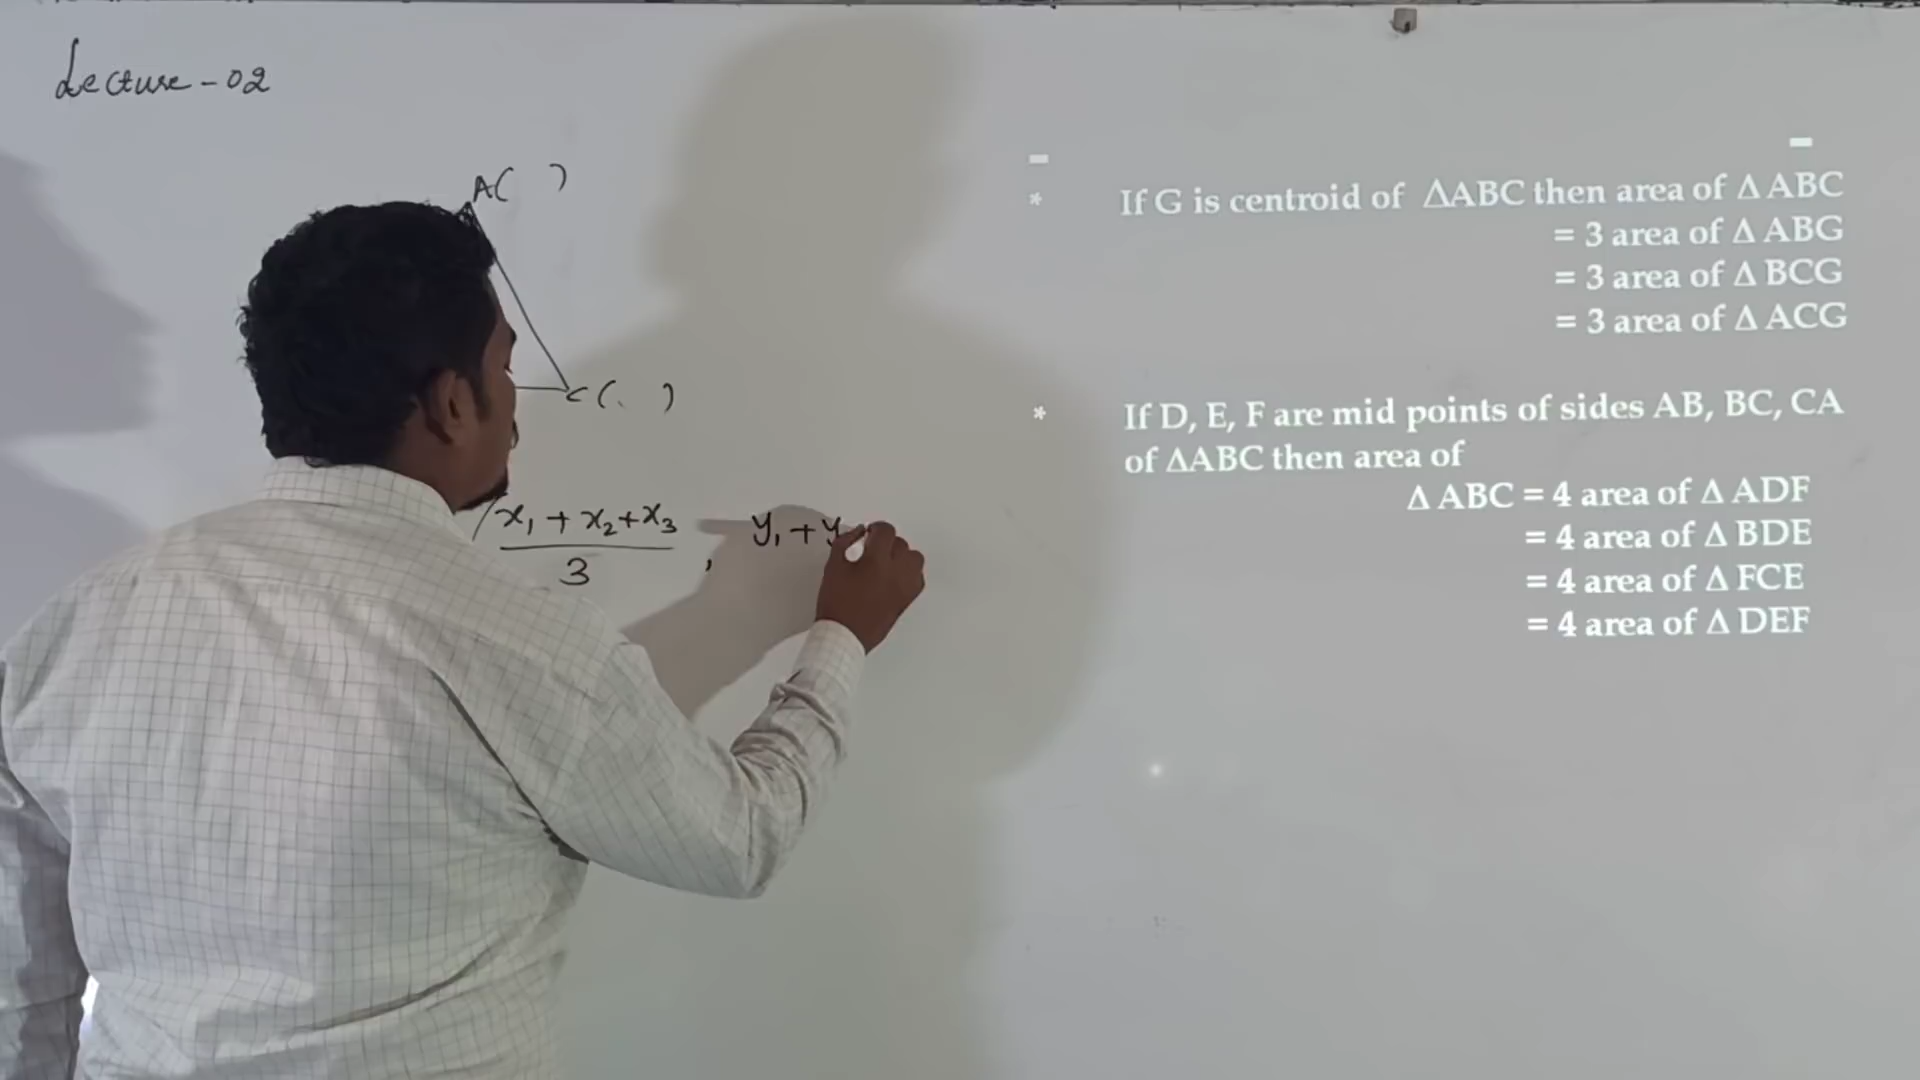 Lecture - 02
A( )
C( )
x₁ + x₂ + x₃
3
, y₁ + y
* If G is centroid of ΔABC then area of Δ ABC
= 3 area of Δ ABG
= 3 area of Δ BCG
= 3 area of Δ ACG
* If D, E, F are mid points of sides AB, BC, CA
of ΔABC then area of
Δ ABC = 4 area of Δ ADF
= 4 area of Δ BDE
= 4 area of Δ FCE
= 4 area of Δ DEF